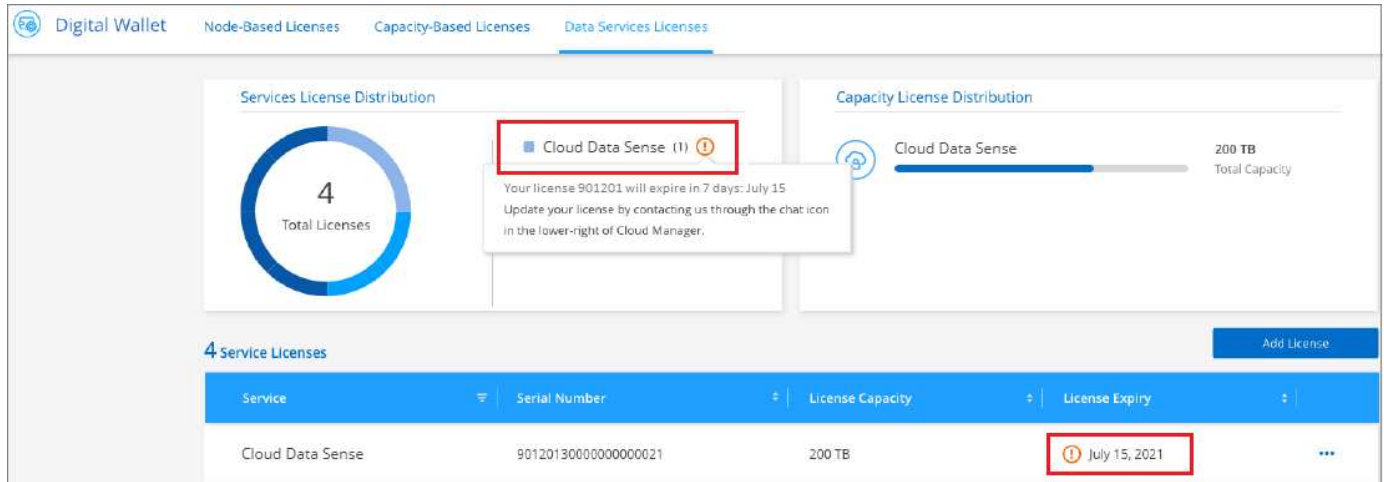 Digital Wallet
Node-Based Licenses
Capacity-Based Licenses
Data Services Licenses
Services License Distribution
4
Total Licenses
Cloud Data Sense (1)
Your license 901201 will expire in 7 days: July 15
Update your license by contacting us through the chat icon
in the lower-right of Cloud Manager.
Capacity License Distribution
Cloud Data Sense
200 TB
Total Capacity
4 Service Licenses
Add License
Service
Serial Number
License Capacity
License Expiry
Cloud Data Sense
90120130000000000021
200 TB
July 15, 2021